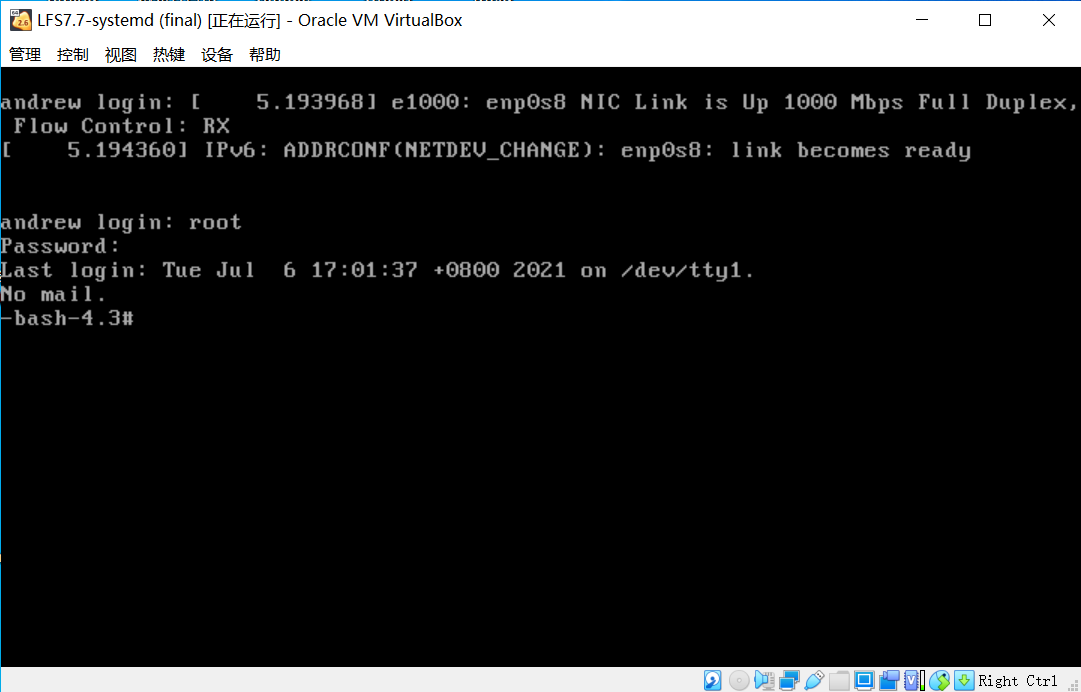 LFS7.7-systemd (final) [正在运行] - Oracle VM VirtualBox
管理 控制 视图 热键 设备 帮助
andrew login: [    5.193968] e1000: enp0s8 NIC Link is Up 1000 Mbps Full Duplex,
 Flow Control: RX
[    5.194360] IPv6: ADDRCONF(NETDEV_CHANGE): enp0s8: link becomes ready
andrew login: root
Password:
Last login: Tue Jul  6 17:01:37 +0800 2021 on /dev/tty1.
No mail.
-bash-4.3#
Right Ctrl